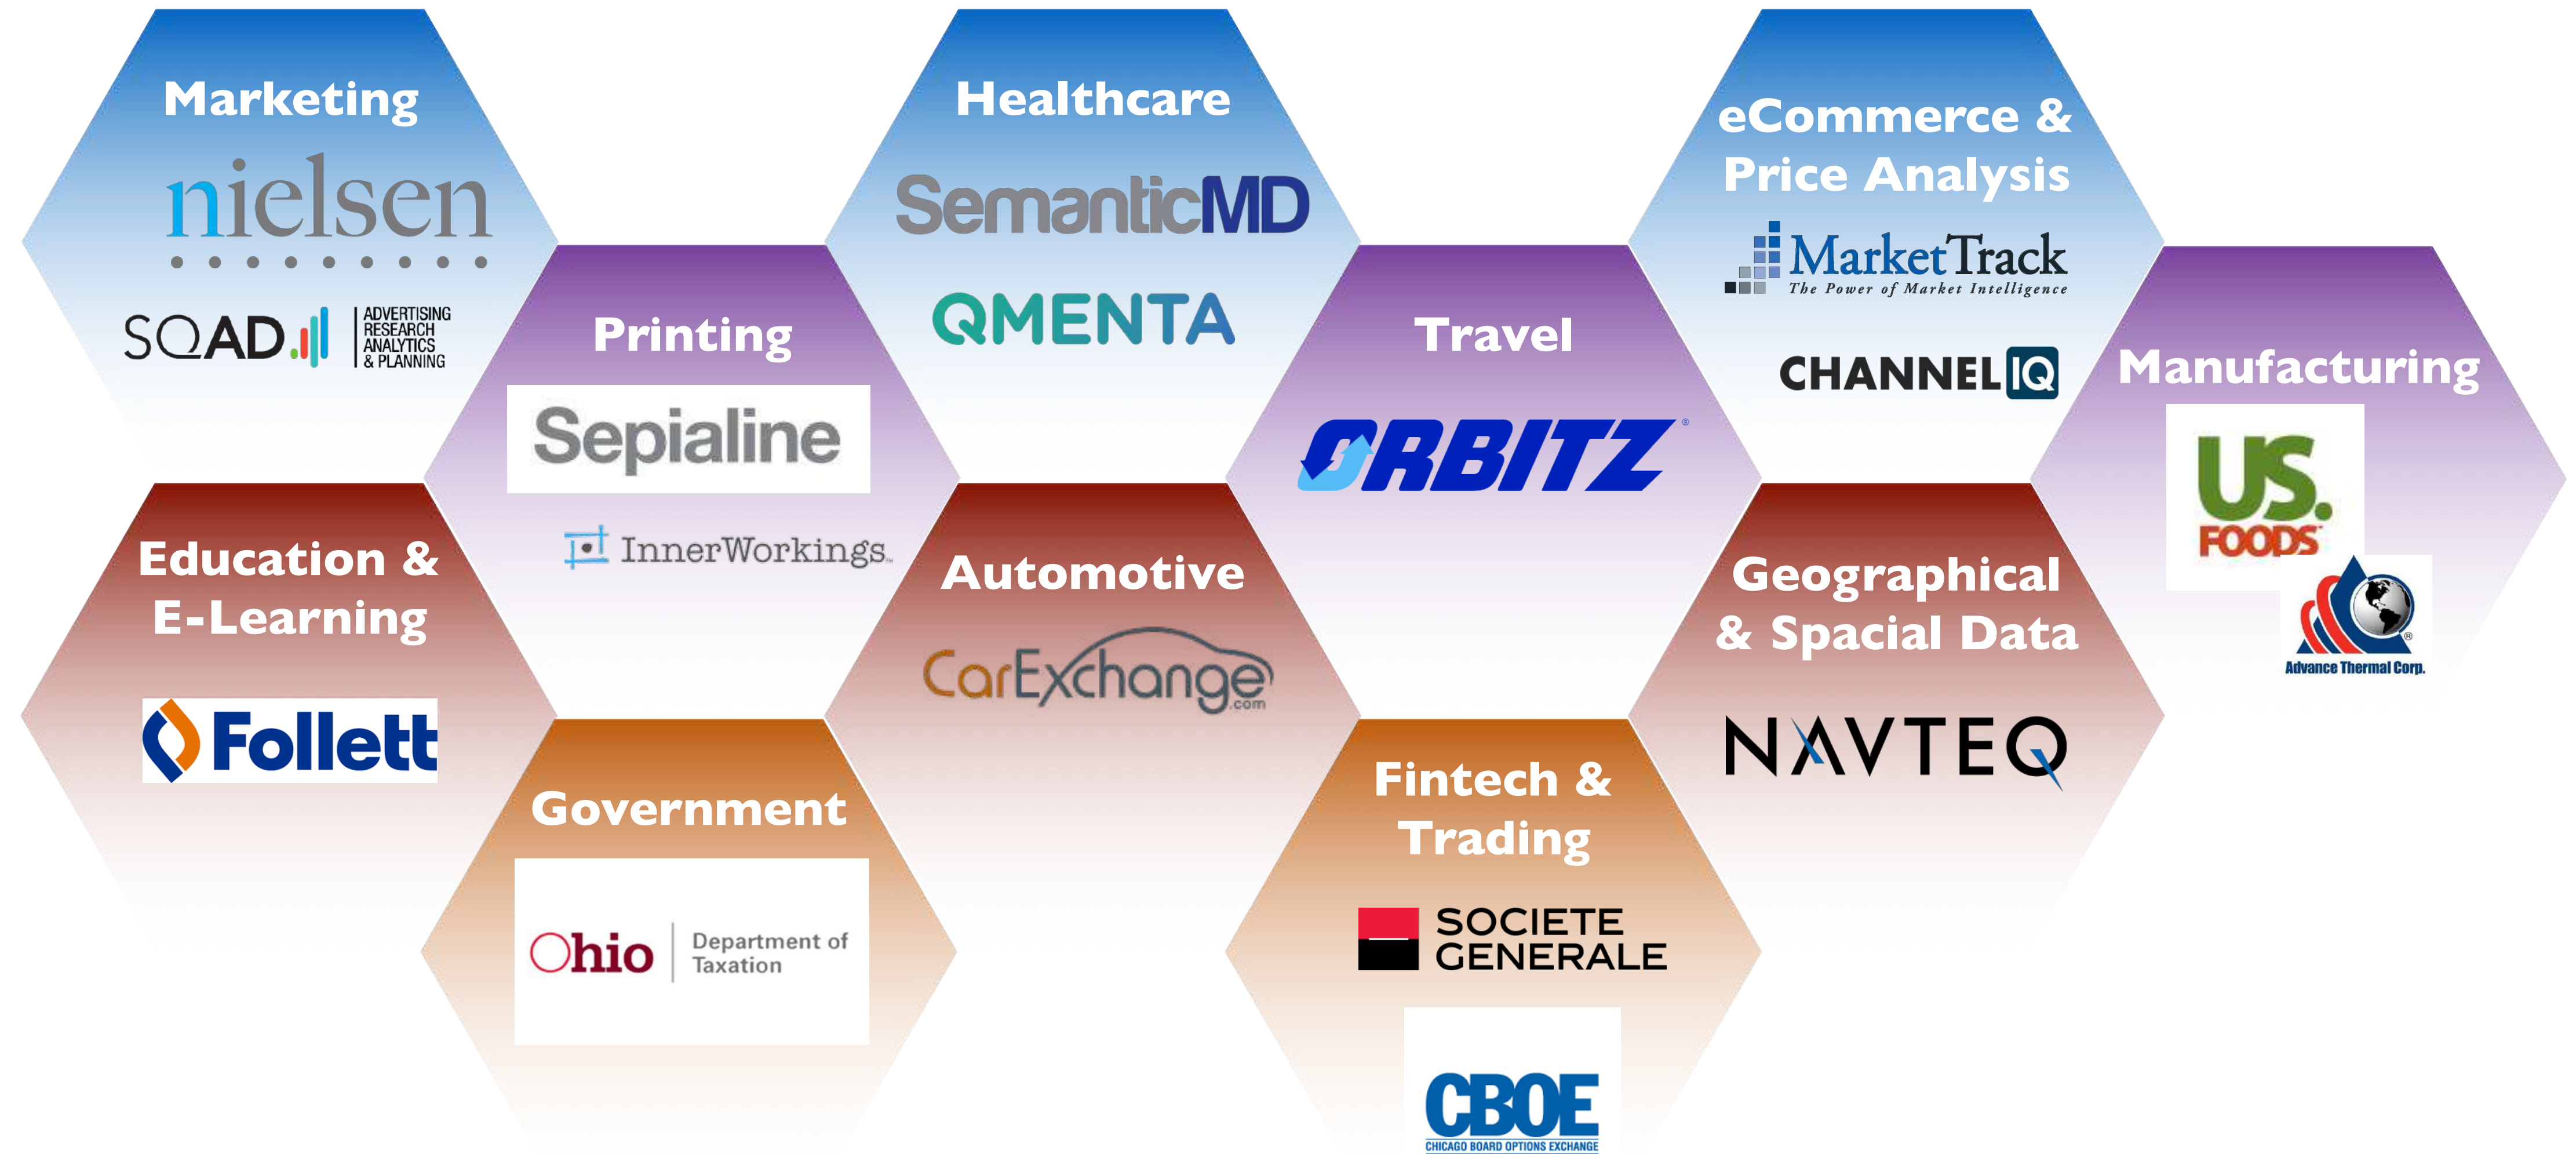 Marketing
nielsen
SQAD
ADVERTISING
RESEARCH
ANALYTICS
& PLANNING
Printing
Sepialine
InnerWorkings™
Healthcare
SemanticMD
QMENTA
Travel
ORBITZ®
eCommerce &
Price Analysis
MarketTrack
The Power of Market Intelligence
CHANNEL IQ
Manufacturing
US.
FOODS™
®
Advance Thermal Corp.
Education &
E-Learning
Follett
Government
Ohio
Department of
Taxation
Automotive
CarExchange
.com
Fintech &
Trading
SOCIETE
GENERALE
CBOE
CHICAGO BOARD OPTIONS EXCHANGE
Geographical
& Spacial Data
NAVTEQ